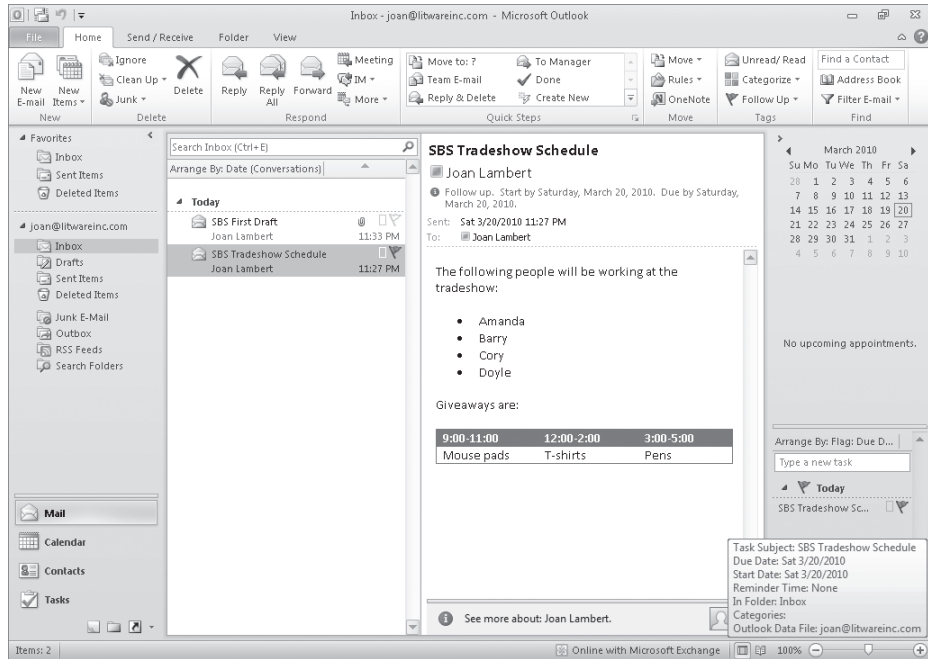 Inbox - joan@litwareinc.com - Microsoft Outlook
File Home Send / Receive Folder View
New E-mail
New Items
New
Ignore
Clean Up
Junk
Delete
Delete
Reply
Reply All
Forward
Meeting
IM
More
Respond
Move to: ?
Team E-mail
Reply & Delete
To Manager
Done
Create New
Quick Steps
Move
Rules
OneNote
Move
Unread/ Read
Categorize
Follow Up
Tags
Find a Contact
Address Book
Filter E-mail
Find
Favorites
Inbox
Sent Items
Deleted Items
joan@litwareinc.com
Inbox
Drafts
Sent Items
Deleted Items
Junk E-Mail
Outbox
RSS Feeds
Search Folders
Mail
Calendar
Contacts
Tasks
Search Inbox (Ctrl+E)
Arrange By: Date (Conversations)
Today
SBS First Draft
Joan Lambert 11:33 PM
SBS Tradeshow Schedule
Joan Lambert 11:27 PM
SBS Tradeshow Schedule
Joan Lambert
Follow up. Start by Saturday, March 20, 2010. Due by Saturday,
March 20, 2010.
Sent: Sat 3/20/2010 11:27 PM
To: Joan Lambert
The following people will be working at the
tradeshow:
• Amanda
• Barry
• Cory
• Doyle
Giveaways are:
9:00-11:00 12:00-2:00 3:00-5:00
Mouse pads T-shirts Pens
See more about: Joan Lambert.
March 2010
Su Mo Tu We Th Fr Sa
28 1 2 3 4 5 6
7 8 9 10 11 12 13
14 15 16 17 18 19 20
21 22 23 24 25 26 27
28 29 30 31 1 2 3
4 5 6 7 8 9 10
No upcoming appointments.
Arrange By: Flag: Due D...
Type a new task
Today
SBS Tradeshow Sc...
Task Subject: SBS Tradeshow Schedule
Due Date: Sat 3/20/2010
Start Date: Sat 3/20/2010
Reminder Time: None
In Folder: Inbox
Categories:
Outlook Data File: joan@litwareinc.com
Items: 2
Online with Microsoft Exchange
100%